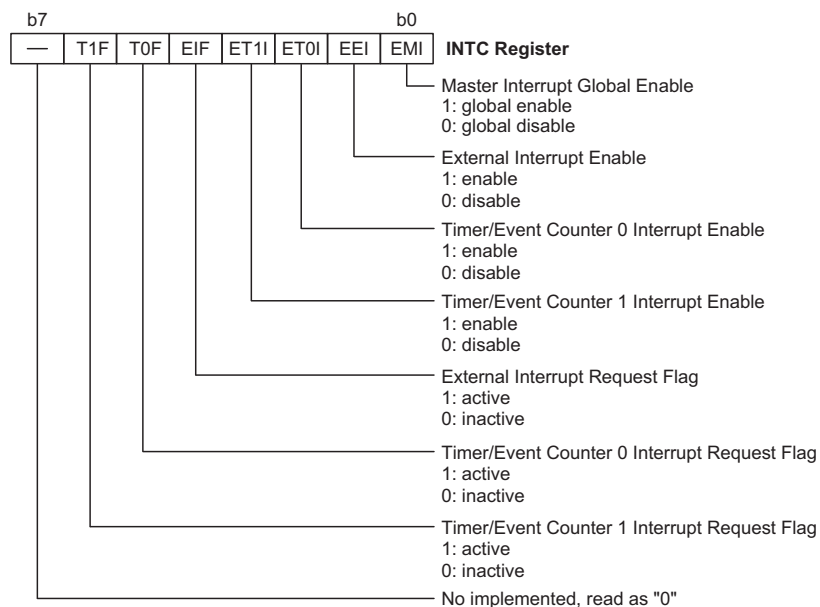 b7 b0
— T1F T0F EIF ET1I ET0I EEI EMI INTC Register
Master Interrupt Global Enable
1: global enable
0: global disable
External Interrupt Enable
1: enable
0: disable
Timer/Event Counter 0 Interrupt Enable
1: enable
0: disable
Timer/Event Counter 1 Interrupt Enable
1: enable
0: disable
External Interrupt Request Flag
1: active
0: inactive
Timer/Event Counter 0 Interrupt Request Flag
1: active
0: inactive
Timer/Event Counter 1 Interrupt Request Flag
1: active
0: inactive
No implemented, read as "0"